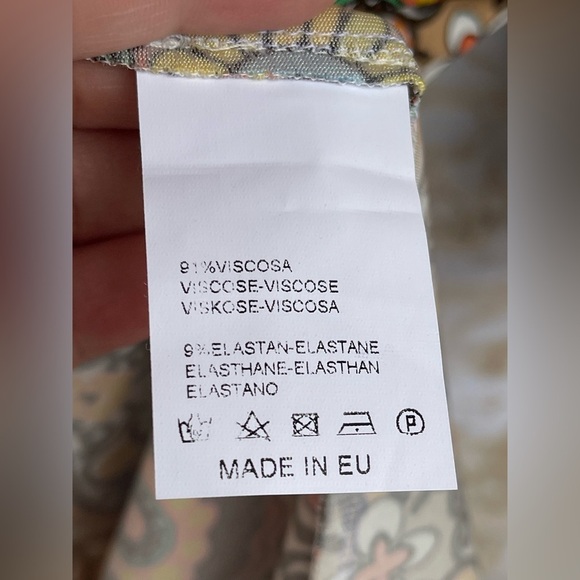 91%VISCOSA
VISCOSE-VISCOSE
VISKOSE-VISCOSA
9%ELASTAN-ELASTANE
ELASTHANE-ELASTHAN
ELASTANO
P
MADE IN EU